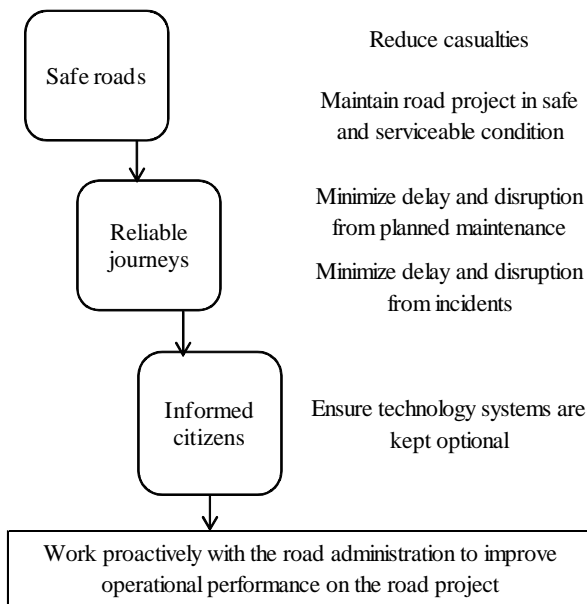 Safe roads
Reduce casualties
Maintain road project in safe
and serviceable condition
Reliable
journeys
Minimize delay and disruption
from planned maintenance
Minimize delay and disruption
from incidents
Informed
citizens
Ensure technology systems are
kept optional
Work proactively with the road administration to improve
operational performance on the road project